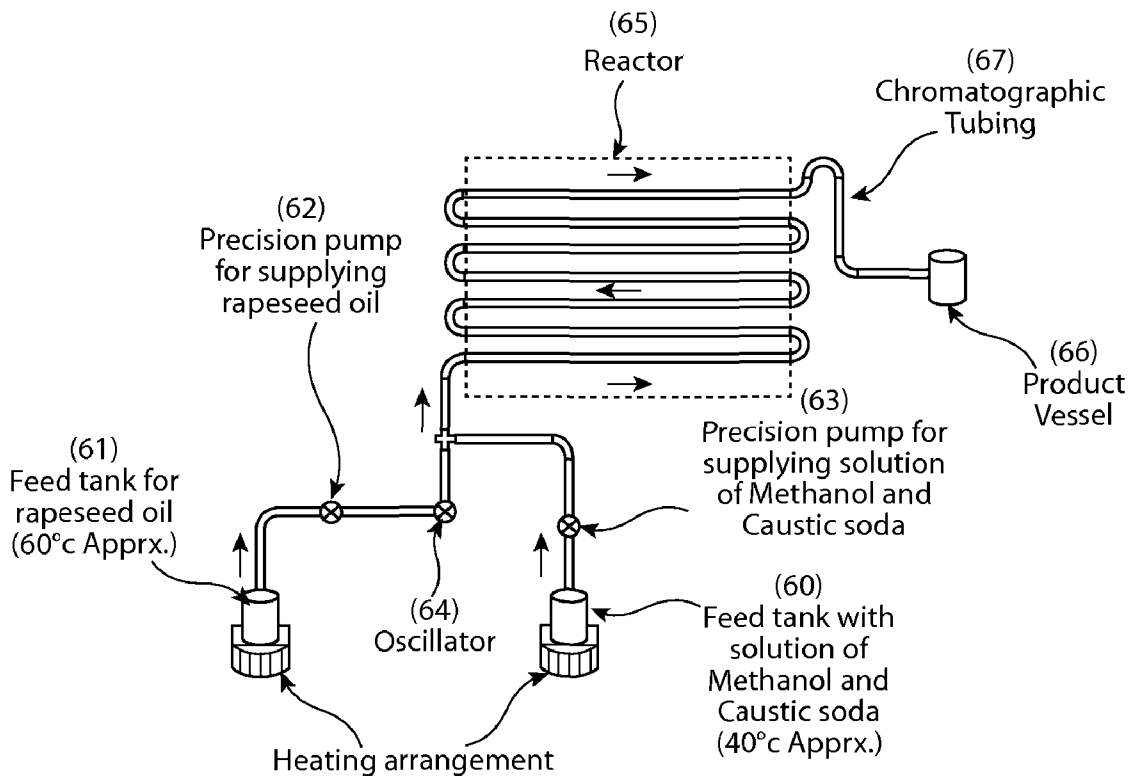 (65)
Reactor
(67)
Chromatographic
Tubing
(62)
Precision pump
for supplying
rapeseed oil
(66)
Product
Vessel
(63)
Precision pump for
supplying solution
of Methanol and
Caustic soda
(61)
Feed tank for
rapeseed oil
(60°c Apprx.)
(64)
Oscillator
(60)
Feed tank with
solution of
Methanol and
Caustic soda
(40°c Apprx.)
Heating arrangement